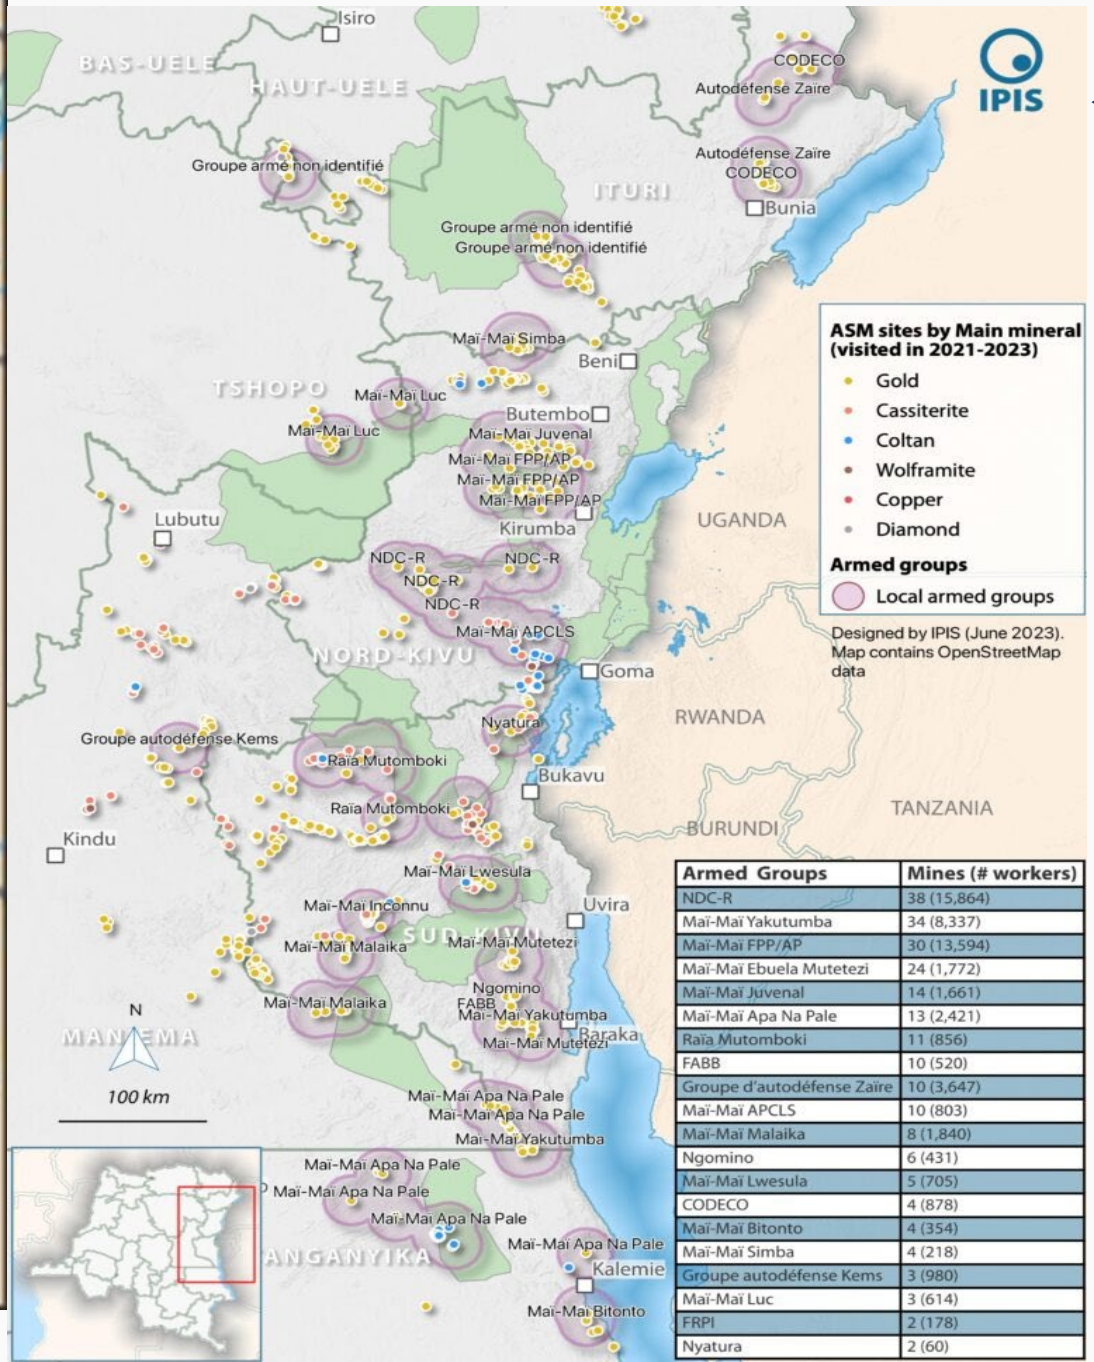 Isiro
BAS-UELE
HAUT-UELE
CODECO
Autodéfense Zaïre
IPIS
Autodéfense Zaïre
CODECO
Groupe armé non identifié
ITURI
Bunia
Groupe armé non identifié
Groupe armé non identifié
ASM sites by Main mineral
(visited in 2021-2023)
Gold
Cassiterite
Coltan
Wolframite
Copper
Diamond
Armed groups
Local armed groups
Designed by IPIS (June 2023).
Map contains OpenStreetMap
data
Maï-Maï Simba
Beni
TSHOPO
Maï-Maï Luc
Butembo
Maï-Maï Luc
Maï-Maï Juvenal
Maï-Maï FPP/AP
Maï-Maï FPP/AP
Maï-Maï FPP/AP
Lubutu
Kirumba
UGANDA
NDC-R
NDC-R
NDC-R
NDC-R
Maï-Maï APCLS
NORD-KIVU
Goma
RWANDA
Nyatura
Groupe autodéfense Kems
Raïa Mutomboki
Bukavu
Raïa Mutomboki
TANZANIA
BURUNDI
Kindu
Maï-Maï Lwesula
Maï-Maï Inconnu
Uvira
SUD-KIVU
Maï-Maï Malaika
Maï-Maï Mutetezi
Ngomino
FABB
Maï-Maï Malaika
Maï-Maï Yakutumba
Baraka
Maï-Maï Mutetezi
N
MANIEMA
100 km
Maï-Maï Apa Na Pale
Maï-Maï Apa Na Pale
Maï-Maï Yakutumba
Maï-Maï Apa Na Pale
Maï-Maï Apa Na Pale
Maï-Maï Apa Na Pale
Maï-Maï Apa Na Pale
ANGANYIKA
Kalemie
Maï-Maï Bitonto
Armed Groups Mines (# workers)
NDC-R 38 (15,864)
Maï-Maï Yakutumba 34 (8,337)
Maï-Maï FPP/AP 30 (13,594)
Maï-Maï Ebuela Mutetezi 24 (1,772)
Maï-Maï Juvenal 14 (1,661)
Maï-Maï Apa Na Pale 13 (2,421)
Raïa Mutomboki 11 (856)
FABB 10 (520)
Groupe d'autodéfense Zaïre 10 (3,647)
Maï-Maï APCLS 10 (803)
Maï-Maï Malaika 8 (1,840)
Ngomino 6 (431)
Maï-Maï Lwesula 5 (705)
CODECO 4 (878)
Maï-Maï Bitonto 4 (354)
Maï-Maï Simba 4 (218)
Groupe autodéfense Kems 3 (980)
Maï-Maï Luc 3 (614)
FRPI 2 (178)
Nyatura 2 (60)